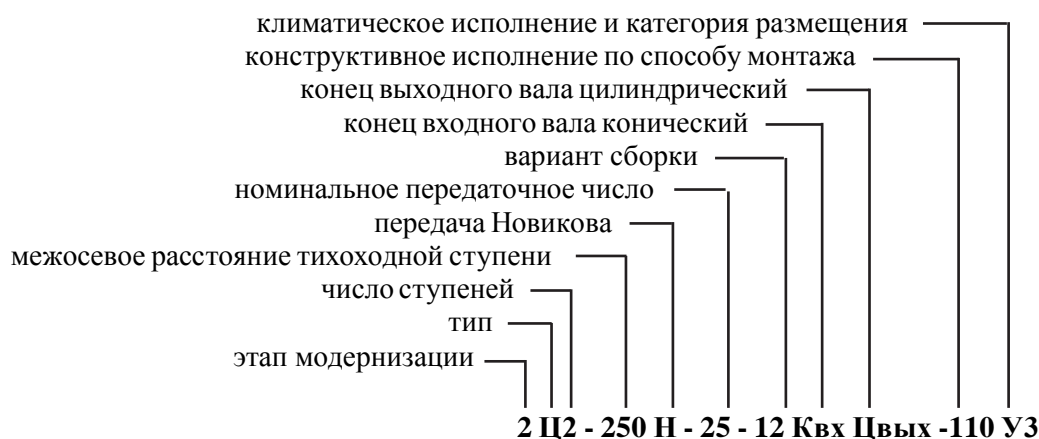 климатическое исполнение и категория размещения
конструктивное исполнение по способу монтажа
конец выходного вала цилиндрический
конец входного вала конический
вариант сборки
номинальное передаточное число
передача Новикова
межосевое расстояние тихоходной ступени
число ступеней
тип
этап модернизации
2 Ц2 - 250 Н - 25 - 12 Квх Цвых -110 У3